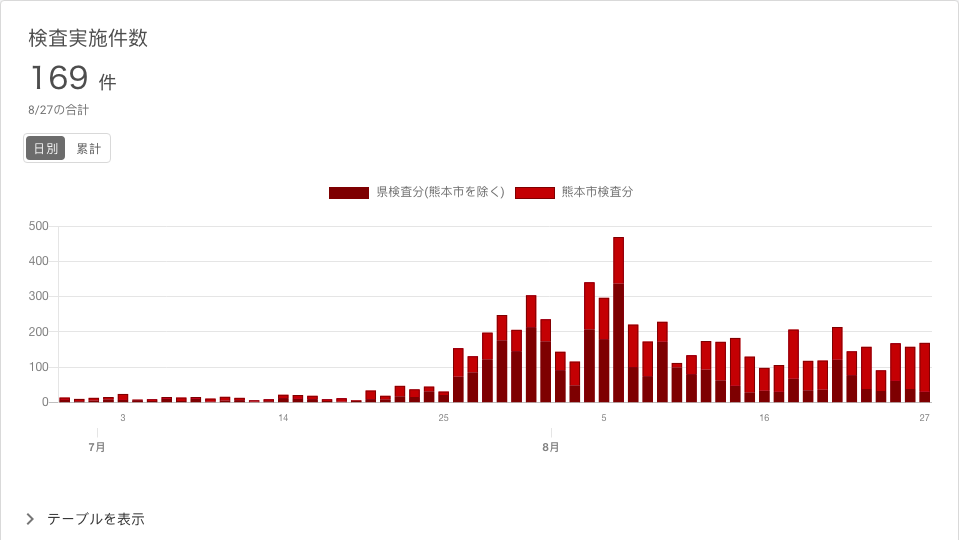 検査実施件数
169 件
8/27の合計
日別 累計
県検査分(熊本市を除く) 熊本市検査分
500
400
300
200
100
0
3 14 25 5 16 27
7月 8月
テーブルを表示